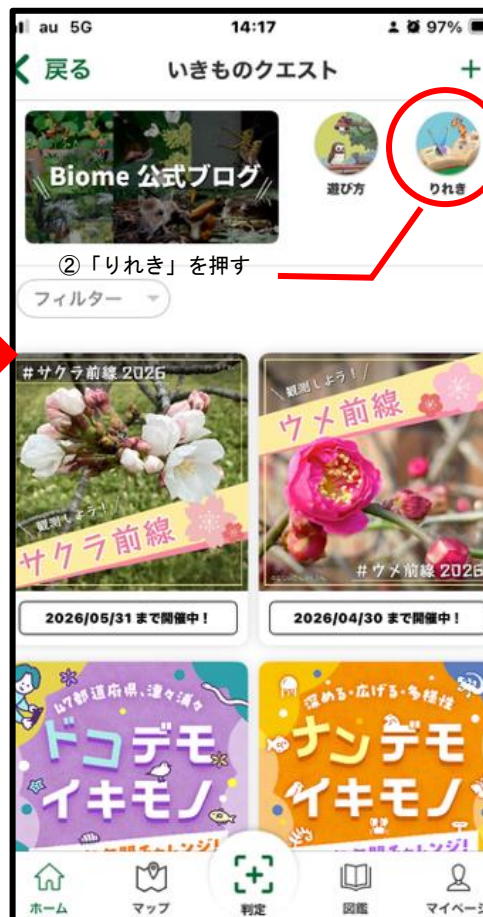 au 5G 14:17 97%
戻る いきものクエスト +
Biome 公式ブログ
遊び方 りれき
②「りれき」を押す
フィルター
#サクラ前線 2026
観測しよう!
サクラ前線
2026/05/31 まで開催中!
観測しよう!
ウメ前線
#ウメ前線 2026
2026/04/30 まで開催中!
47都道府県、津々浦々
ドコデモ
イキモノ
深める・広げる・多様性
ナンデモ
イキモノ
ホーム マップ 判定 図鑑 マイページ